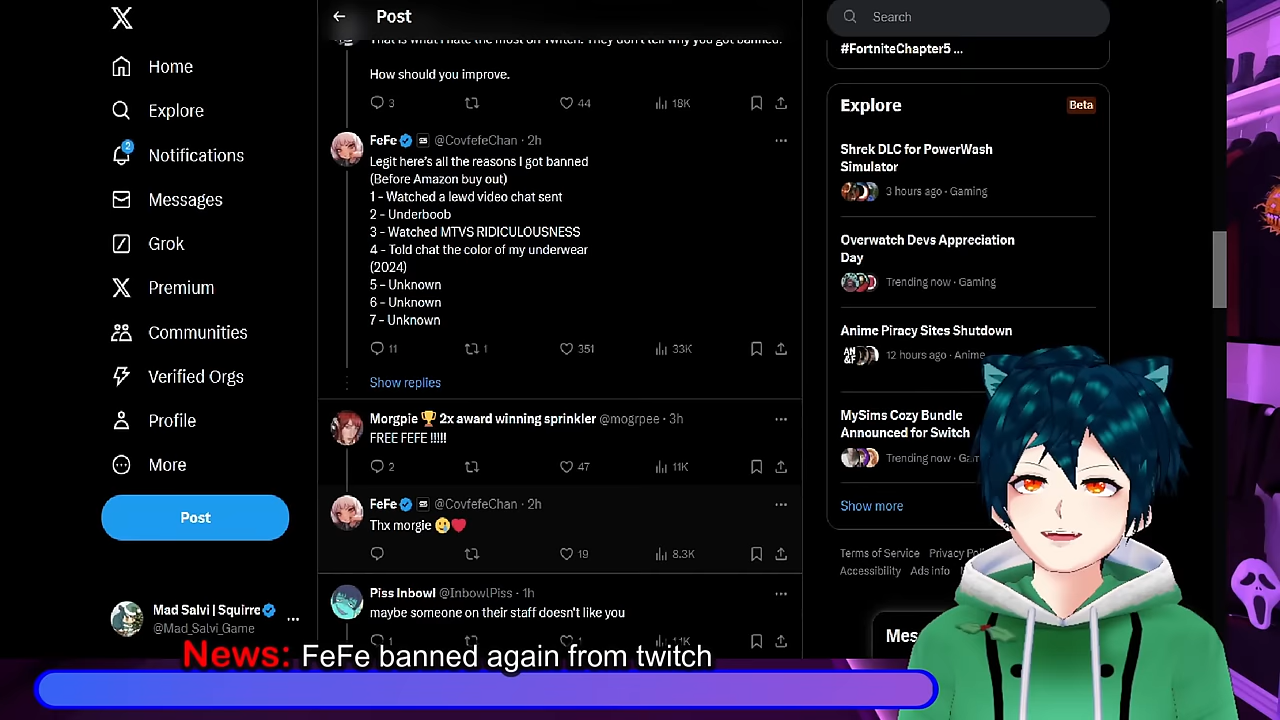 Home
Explore
2
Notifications
Messages
Grok
Premium
Communities
Verified Orgs
Profile
More
Post
Mad Salvi | Squirre
@Mad_Salvi_Game
Post
That is what I hate the most on Twitch. They don't tell why you got banned.
How should you improve.
3
44
18K
FeFe @CovfefeChan · 2h
Legit here's all the reasons I got banned
(Before Amazon buy out)
1 - Watched a lewd video chat sent
2 - Underboob
3 - Watched MTVS RIDICULOUSNESS
4 - Told chat the color of my underwear
(2024)
5 - Unknown
6 - Unknown
7 - Unknown
11
1
351
33K
Show replies
Morgpie 🏆 2x award winning sprinkler @mogrpee · 3h
FREE FEFE !!!!!
2
47
11K
FeFe @CovfefeChan · 2h
Thx morgie 🥲❤️
19
8.3K
Piss Inbowl @InbowlPiss · 1h
maybe someone on their staff doesn't like you
Search
#FortniteChapter5 ...
Explore
Beta
Shrek DLC for PowerWash
Simulator
3 hours ago · Gaming
Overwatch Devs Appreciation
Day
Trending now · Gaming
Anime Piracy Sites Shutdown
12 hours ago · Anime
MySims Cozy Bundle
Announced for Switch
Trending now · Gam
Show more
Terms of Service Privacy Pol
Accessibility Ads info
Mes
News: FeFe banned again from twitch